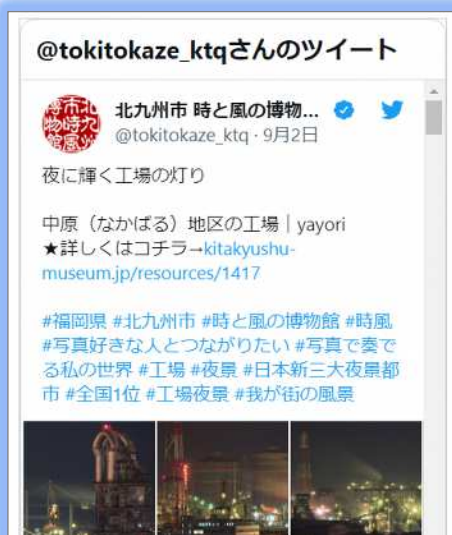 @tokitokaze_ktqさんのツイート
北九州市 時と風の博物...
@tokitokaze_ktq · 9月2日
夜に輝く工場の灯り
中原（なかばる）地区の工場｜yayori
★詳しくはコチラ→kitakyushu-
museum.jp/resources/1417
#福岡県 #北九州市 #時と風の博物館 #時風
#写真好きな人とつながりたい #写真で奏で
る私の世界 #工場 #夜景 #日本新三大夜景都
市 #全国1位 #工場夜景 #我が街の風景